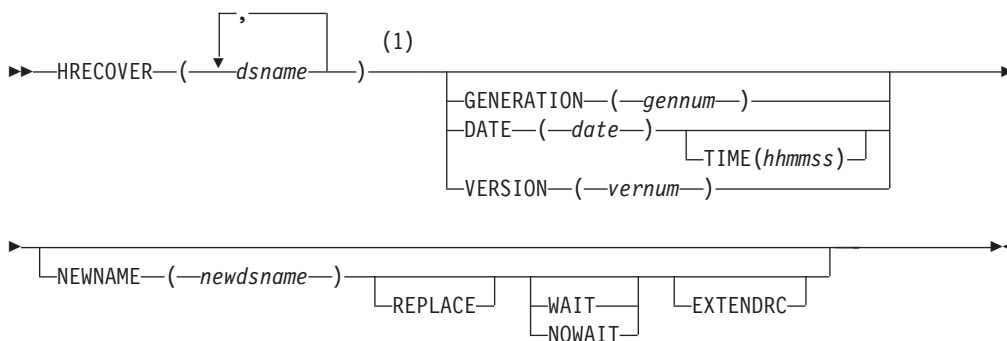 ,
(1)
HRECOVER ( dsname )
GENERATION ( gennum )
DATE ( date )
TIME(hhmmss)
VERSION ( vernum )
NEWNAME ( newdsname )
REPLACE WAIT EXTENDRC
NOWAIT